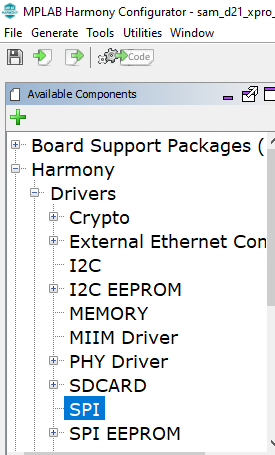 MPLAB Harmony Configurator - sam_d21_xpro_
File Generate Tools Utilities Window
Code
Available Components
Board Support Packages (
Harmony
Drivers
Crypto
External Ethernet Con
I2C
I2C EEPROM
MEMORY
MIIM Driver
PHY Driver
SDCARD
SPI
SPI EEPROM